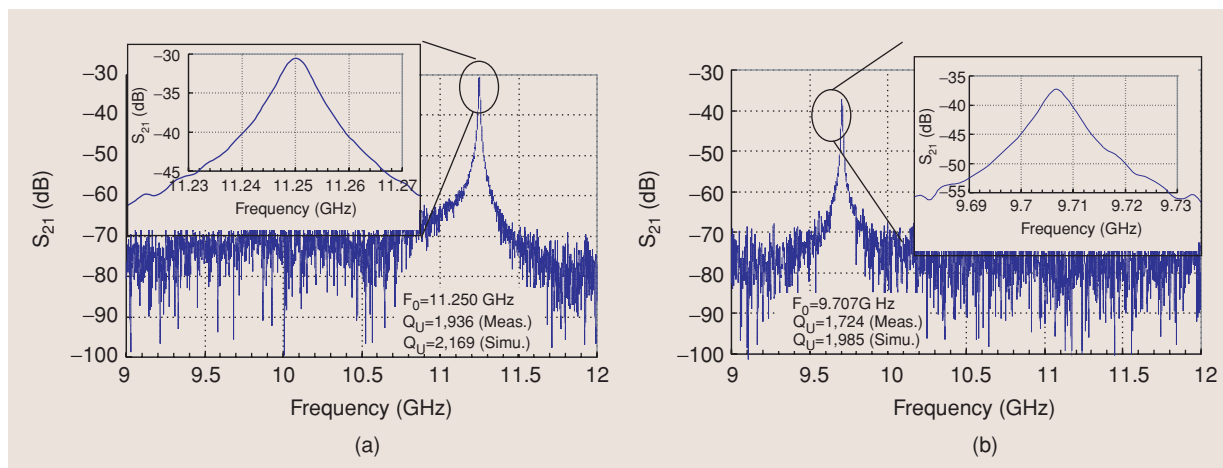 −30
−35
−40
−45
S21 (dB)
11.23 11.24 11.25 11.26 11.27
Frequency (GHz)
−30
−40
−50
−60
−70
−80
−90
−100
S21 (dB)
F0=11.250 GHz
QU=1,936 (Meas.)
QU=2,169 (Simu.)
9 9.5 10 10.5 11 11.5 12
Frequency (GHz)
(a)
−35
−45
−50
−55
S21 (dB)
9.69 9.7 9.71 9.72 9.73
Frequency (GHz)
−30
−40
−50
−60
−70
−80
−90
−100
S21 (dB)
F0=9.707G Hz
QU=1,724 (Meas.)
QU=1,985 (Simu.)
9 9.5 10 10.5 11 11.5 12
Frequency (GHz)
(b)